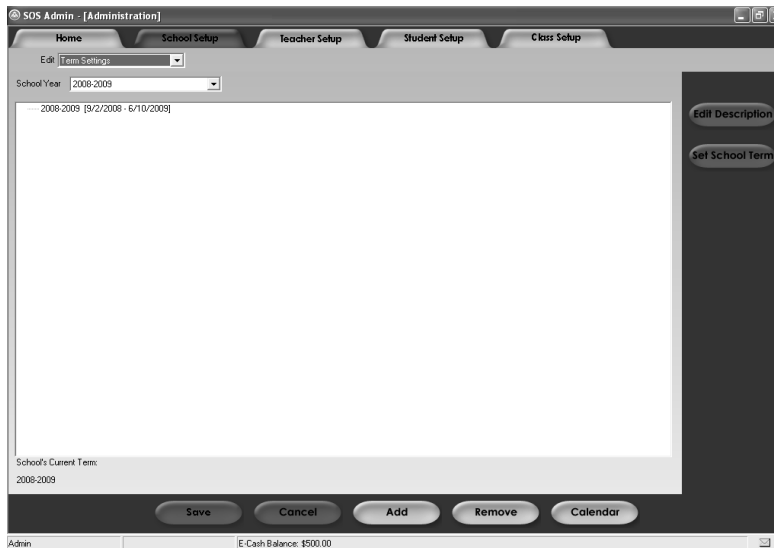 SOS Admin - [Administration]
Home School Setup Teacher Setup Student Setup Class Setup
Edit Term Settings
School Year 2008-2009
2008-2009 [9/2/2008 - 6/10/2009]
Edit Description
Set School Term
School's Current Term:
2008-2009
Save Cancel Add Remove Calendar
Admin E-Cash Balance: $500.00